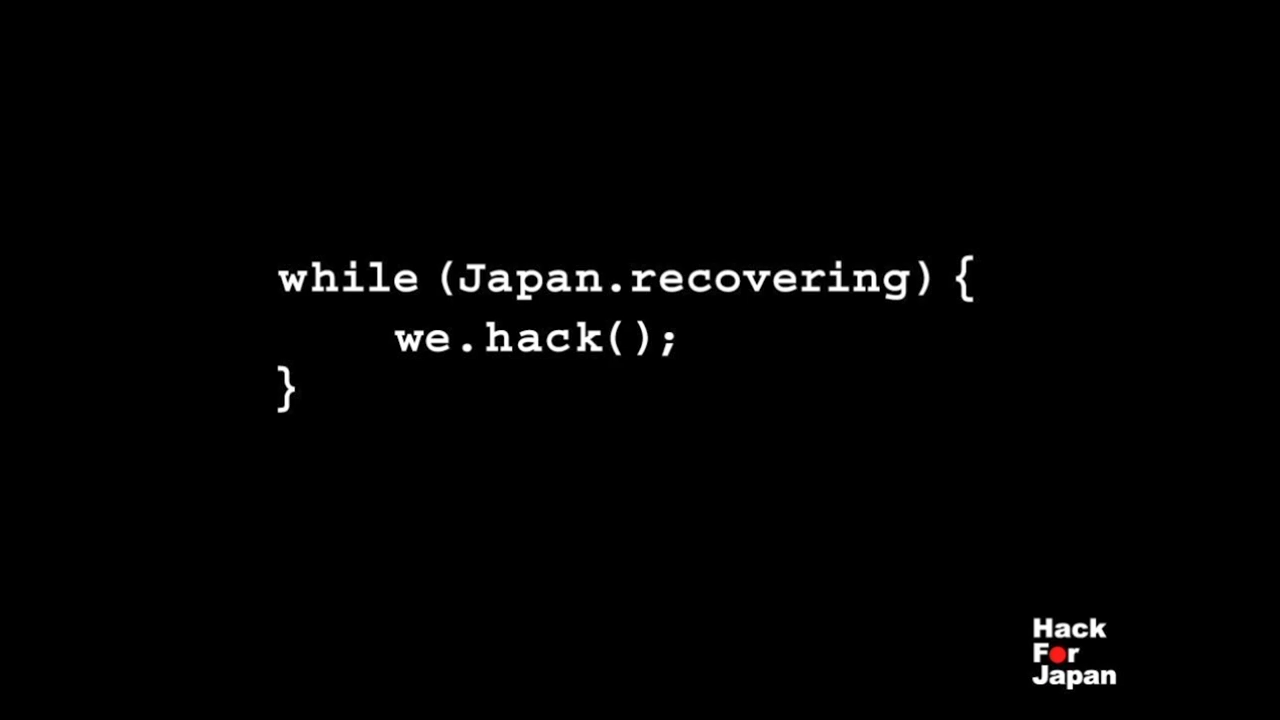 while (Japan.recovering) {
we.hack();
}
Hack
For
Japan